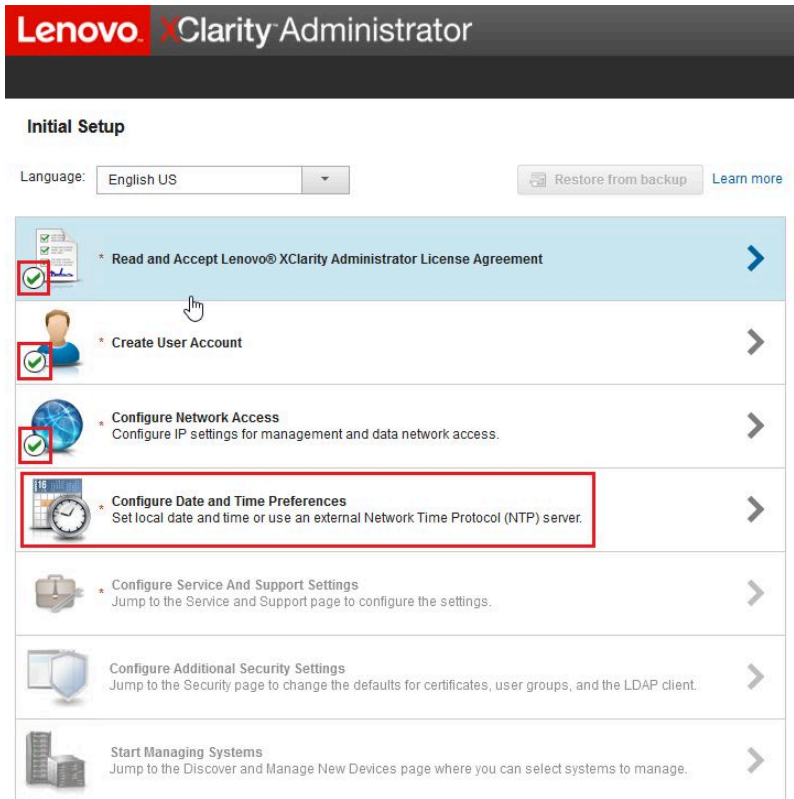 Lenovo. XClarity Administrator
Initial Setup
Language: English US Restore from backup Learn more
* Read and Accept Lenovo® XClarity Administrator License Agreement
* Create User Account
* Configure Network Access
Configure IP settings for management and data network access.
16
* Configure Date and Time Preferences
Set local date and time or use an external Network Time Protocol (NTP) server.
* Configure Service And Support Settings
Jump to the Service and Support page to configure the settings.
Configure Additional Security Settings
Jump to the Security page to change the defaults for certificates, user groups, and the LDAP client.
Start Managing Systems
Jump to the Discover and Manage New Devices page where you can select systems to manage.